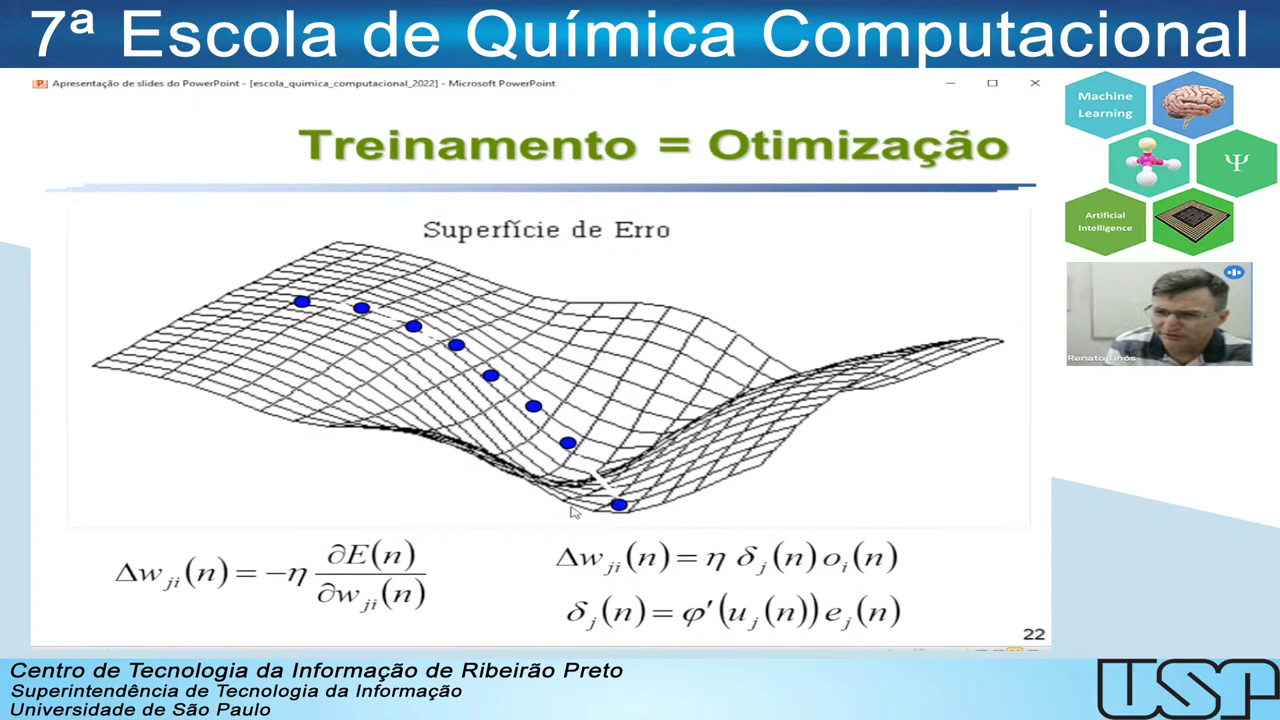 7ª Escola de Química Computacional
Apresentação de slides do PowerPoint - [escola_quimica_computacional_2022] - Microsoft PowerPoint
Treinamento = Otimização
Superfície de Erro
Δw_ji(n) = −η ∂E(n)/∂w_ji(n)
Δw_ji(n) = η δ_j(n) o_i(n)
δ_j(n) = φ′(u_j(n)) e_j(n)
22
Machine
Learning
Ψ
Artificial
Intelligence
Renato Tinós
Centro de Tecnologia da Informação de Ribeirão Preto
Superintendência de Tecnologia da Informação
Universidade de São Paulo
USP